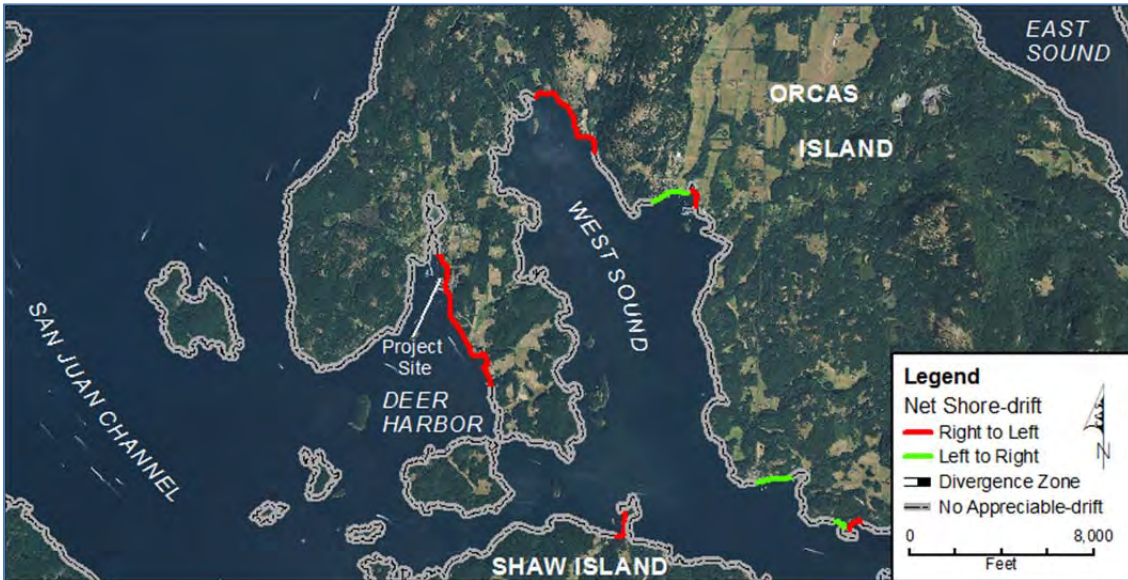 EAST
SOUND
ORCAS
ISLAND
WEST SOUND
SAN JUAN CHANNEL
Project
Site
DEER
HARBOR
SHAW ISLAND
Legend
Net Shore-drift
Right to Left
Left to Right
Divergence Zone
No Appreciable-drift
N
0 8,000
Feet